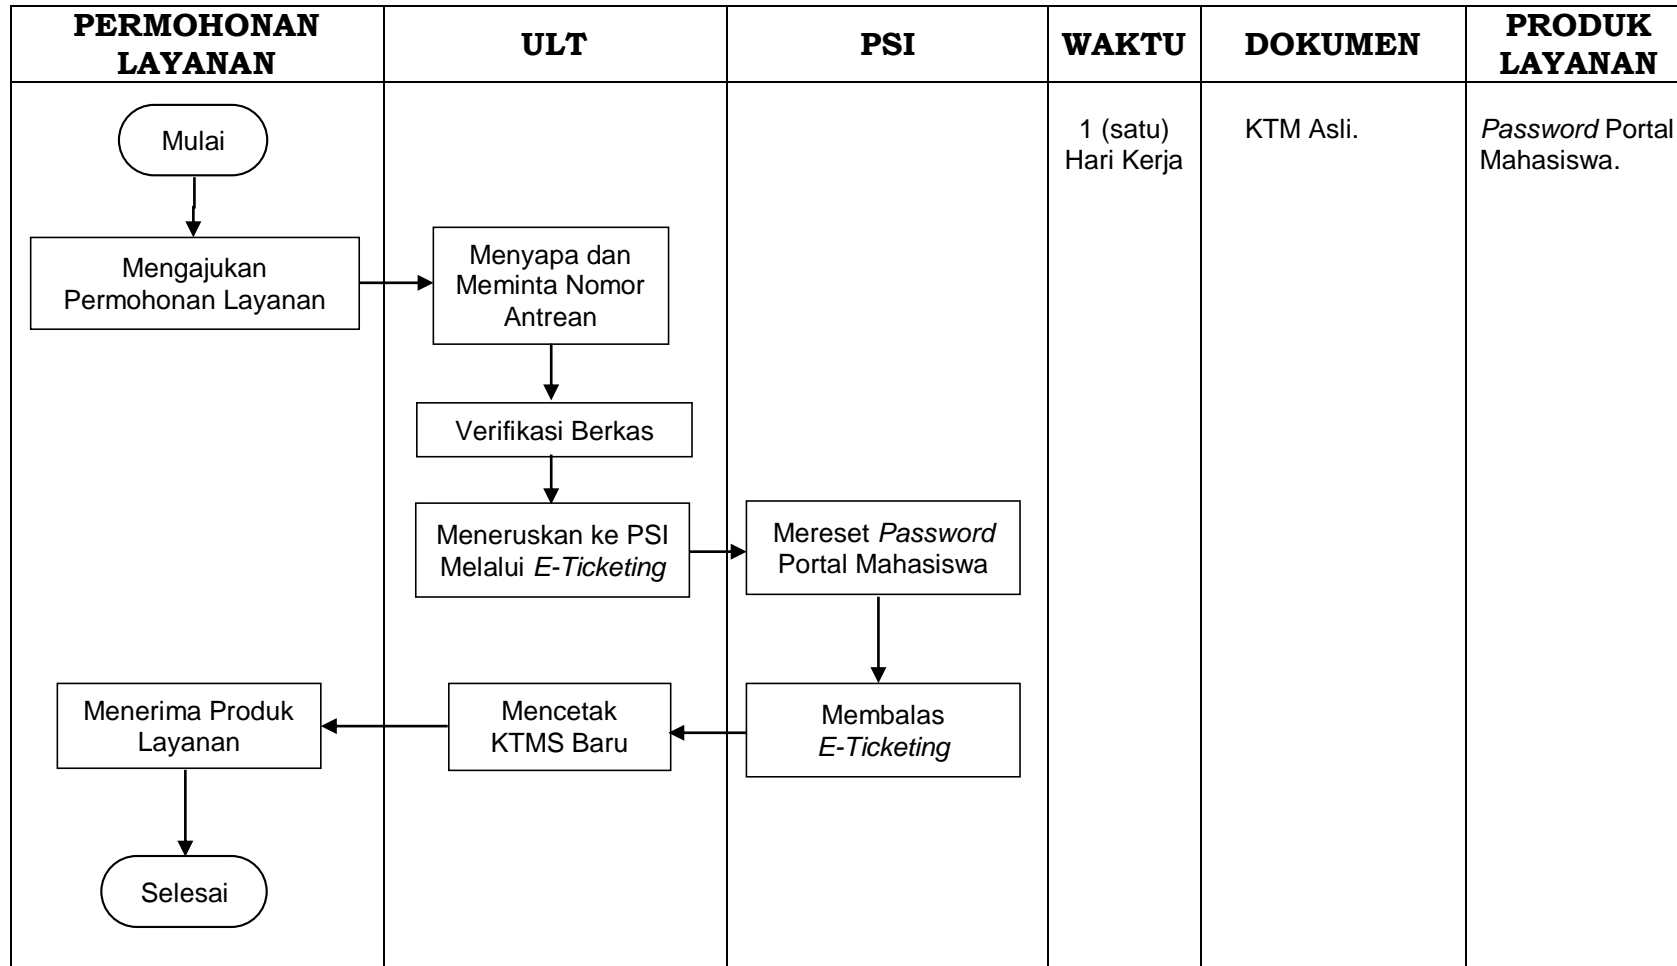 PERMOHONAN
LAYANAN
ULT
PSI
WAKTU
DOKUMEN
PRODUK
LAYANAN
Mulai
1 (satu)
Hari Kerja
KTM Asli.
Password Portal
Mahasiswa.
Mengajukan
Permohonan Layanan
Menyapa dan
Meminta Nomor
Antrean
Verifikasi Berkas
Meneruskan ke PSI
Melalui E-Ticketing
Mereset Password
Portal Mahasiswa
Menerima Produk
Layanan
Mencetak
KTMS Baru
Membalas
E-Ticketing
Selesai